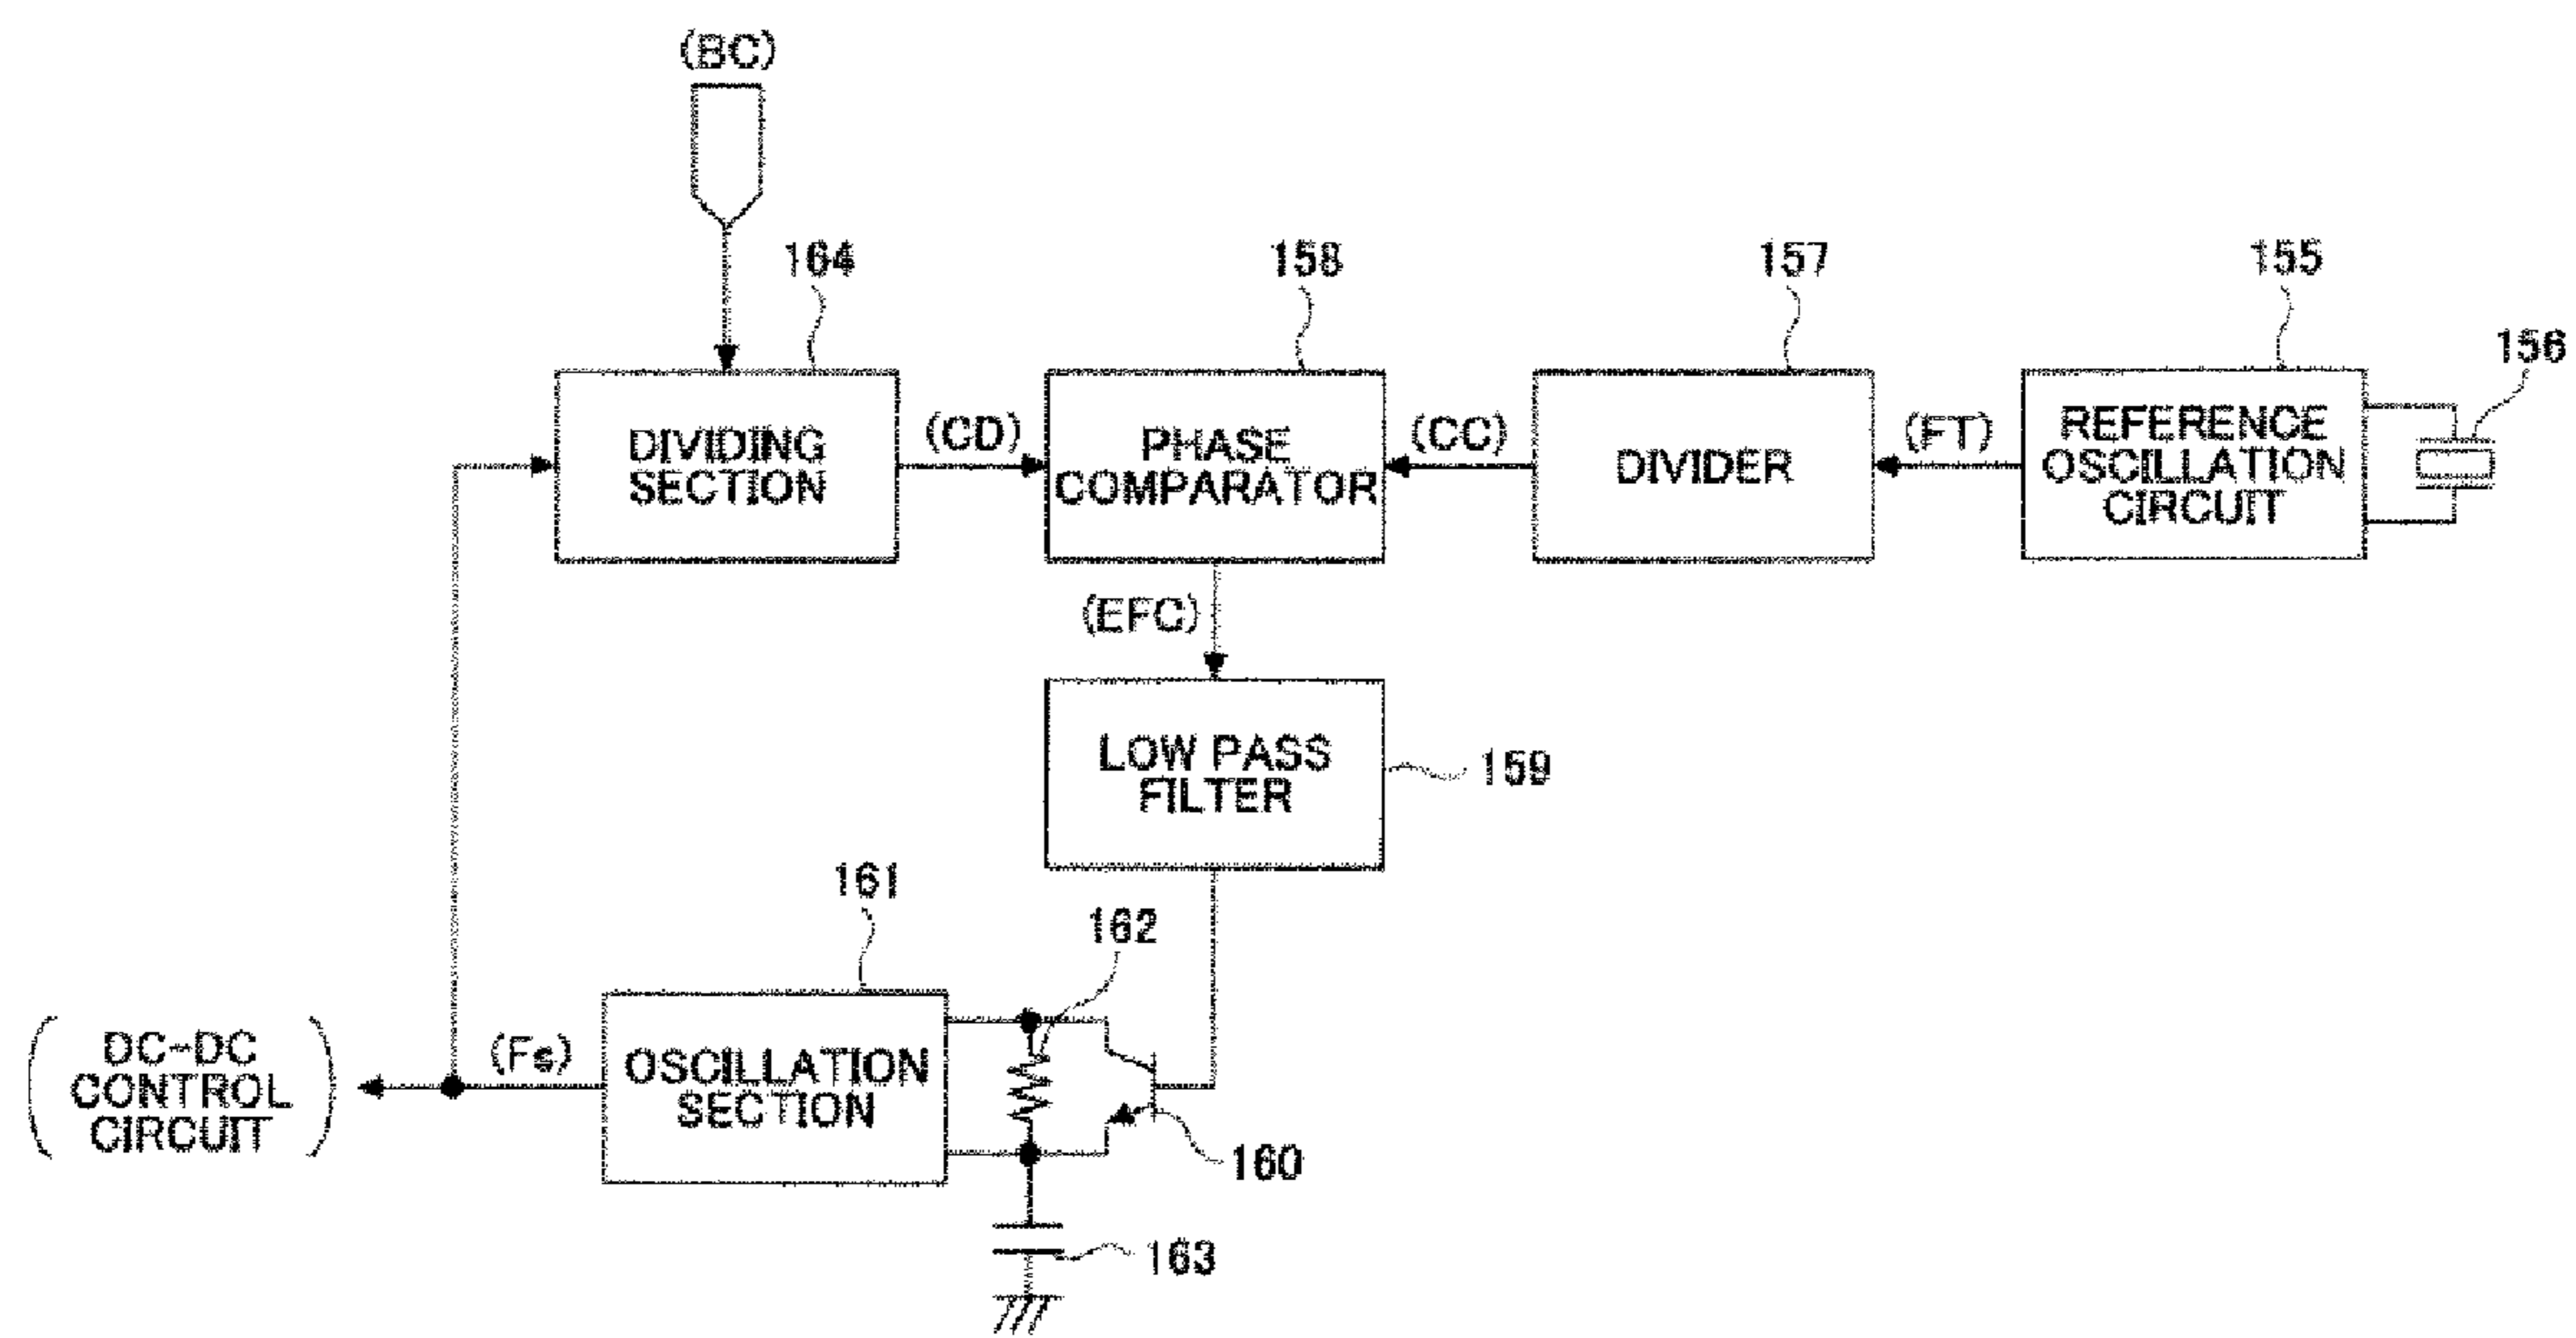 (BC)
164
158
157
155
156
DIVIDING
SECTION
(CD)
PHASE
COMPARATOR
(CC)
DIVIDER
(FT)
REFERENCE
OSCILLATION
CIRCUIT
(EFC)
LOW PASS
FILTER
159
161
162
DC-DC
CONTROL
CIRCUIT
(Fs)
OSCILLATION
SECTION
160
163